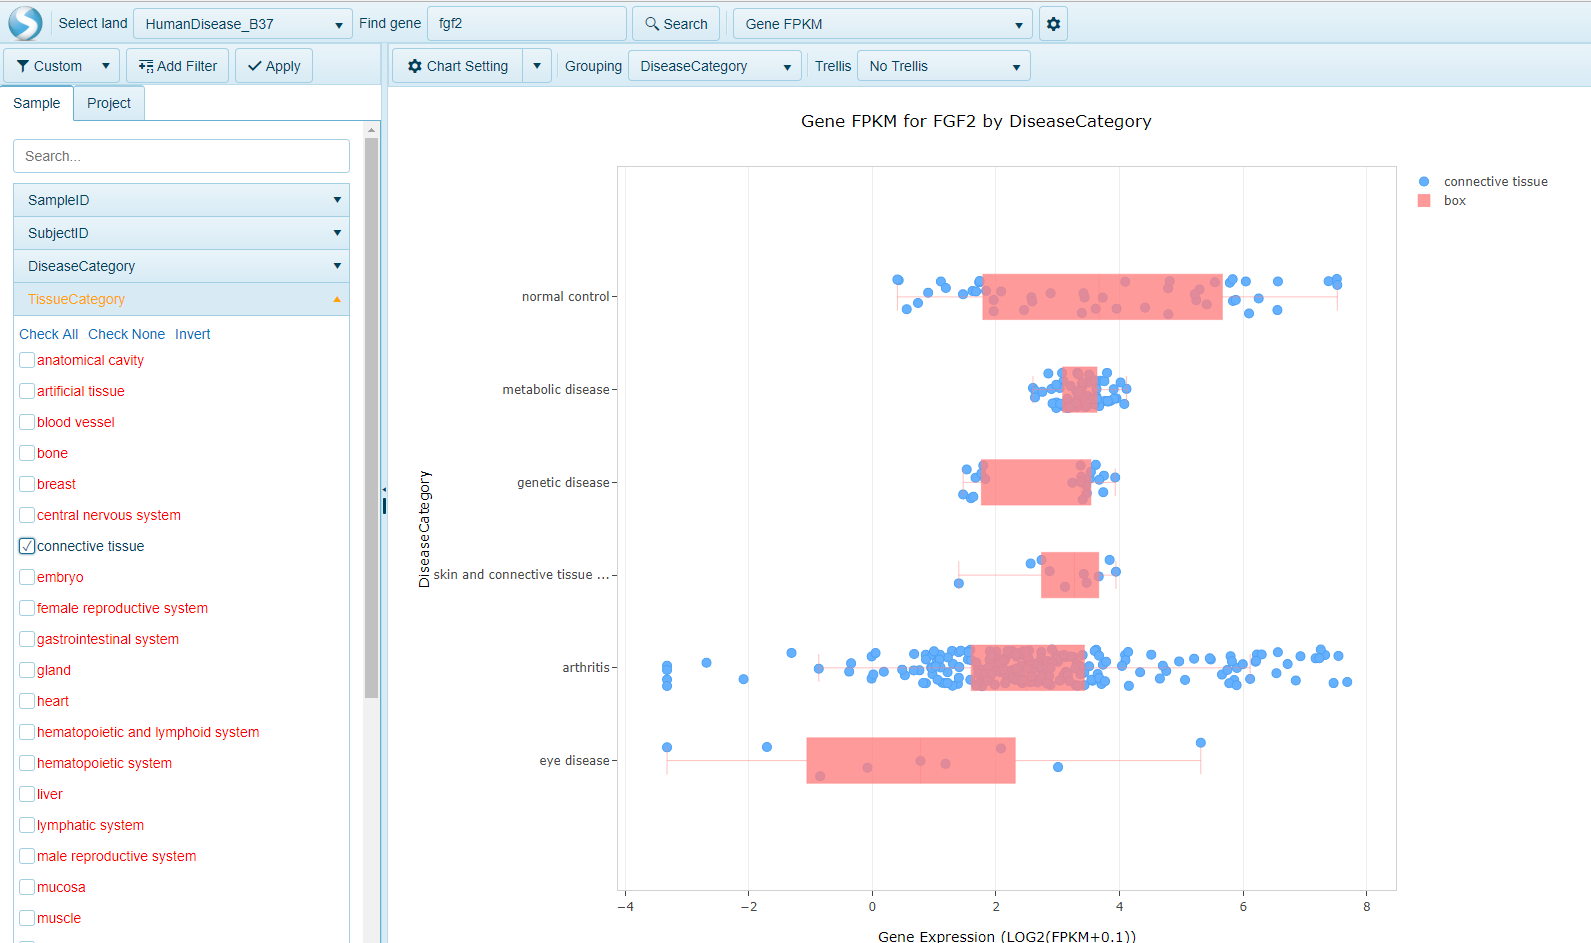 Select land HumanDisease_B37 Find gene fgf2 Search Gene FPKM
Custom Add Filter Apply Chart Setting Grouping DiseaseCategory Trellis No Trellis
Sample Project
Search...
SampleID
SubjectID
DiseaseCategory
TissueCategory
Check All Check None Invert
anatomical cavity
artificial tissue
blood vessel
bone
breast
central nervous system
connective tissue
embryo
female reproductive system
gastrointestinal system
gland
heart
hematopoietic and lymphoid system
hematopoietic system
liver
lymphatic system
male reproductive system
mucosa
muscle
Gene FPKM for FGF2 by DiseaseCategory
connective tissue
box
DiseaseCategory
normal control
metabolic disease
genetic disease
skin and connective tissue ...
arthritis
eye disease
−4 −2 0 2 4 6 8
Gene Expression (LOG2(FPKM+0.1))